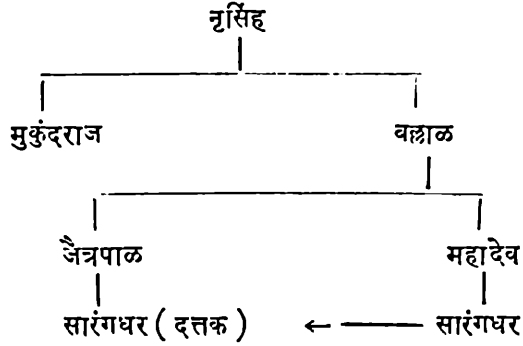 नृसिंह
मुकुंदराज वल्लाळ
जैत्रपाळ महादेव
सारंगधर ( दत्तक ) ← सारंगधर